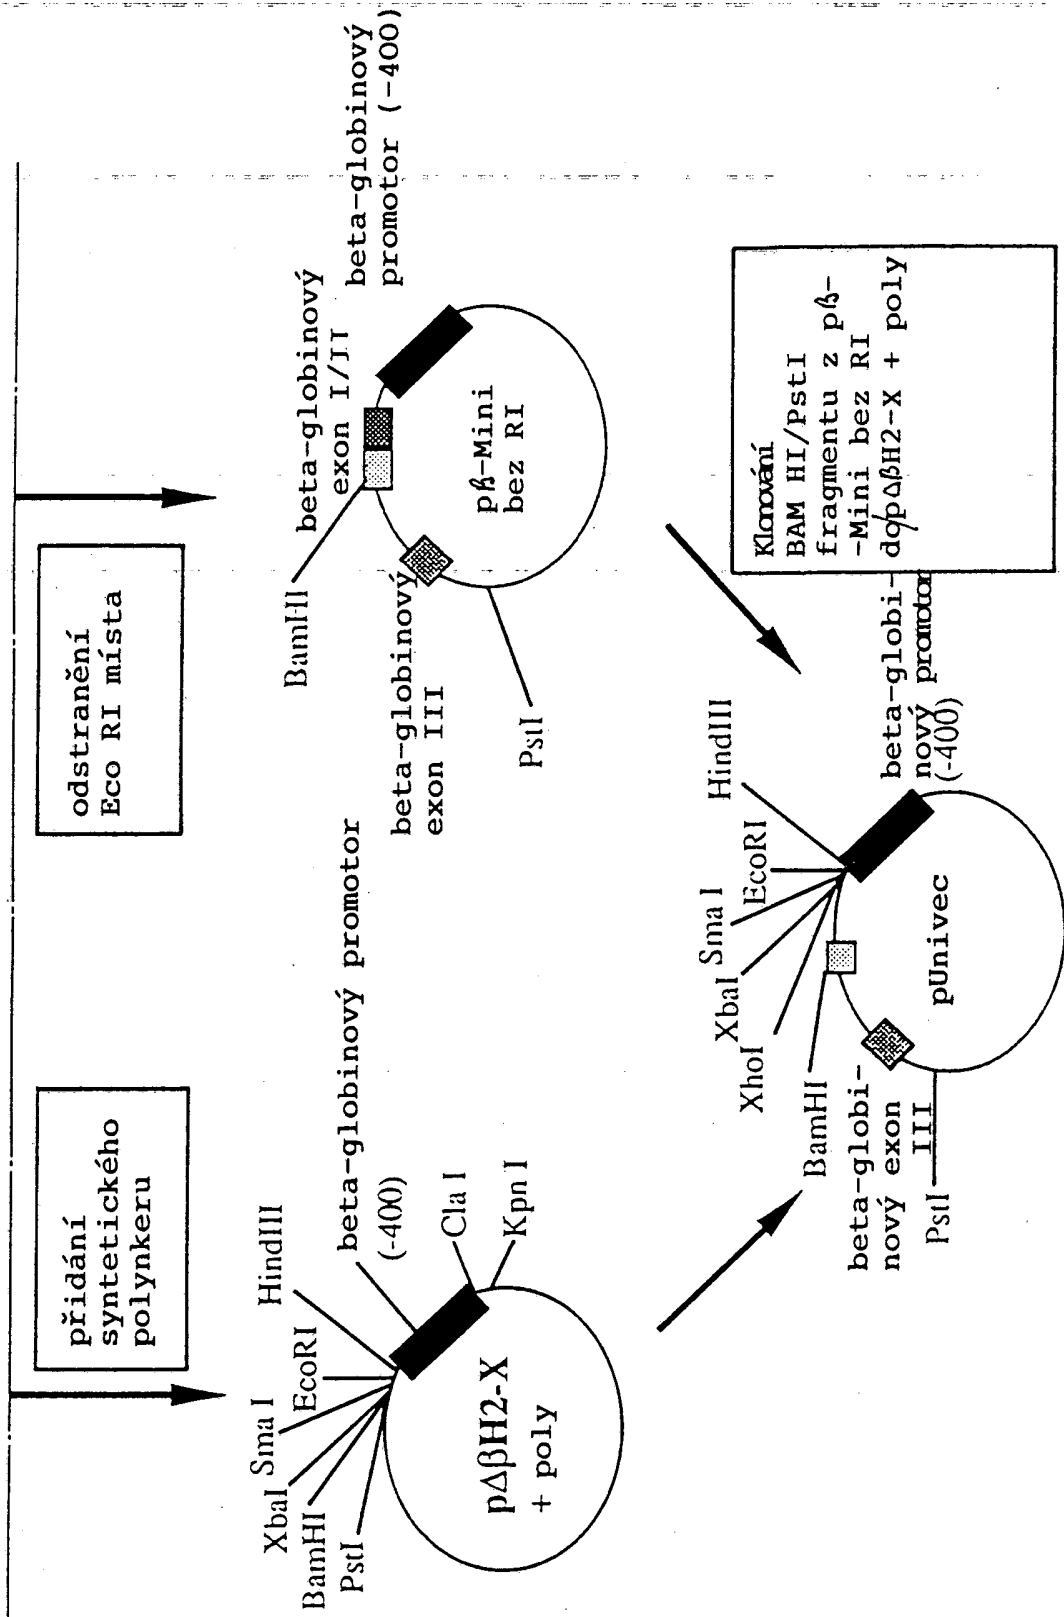 přidání
syntetického
polynkeru
odstranění
Eco RI místa
HindIII
EcoRI
Sma I
XbaI
BamHI
PstI
beta-globinový promotor
(-400)
Cla I
Kpn I
pΔβH2-X
+ poly
BamHI
beta-globinový
exon I/II
beta-globinový
promotor (-400)
beta-globinový
exon III
PstI
pβ-Mini
bez RI
HindIII
EcoRI
Sma I
XbaI
XhoI
BamHI
beta-globi-
nový exon
III
PstI
beta-globi-
nový promotor
(-400)
pUnivec
Klonování
BAM HI/PstI
fragmentu z pβ-
-Mini bez RI
do/pΔβH2-X + poly